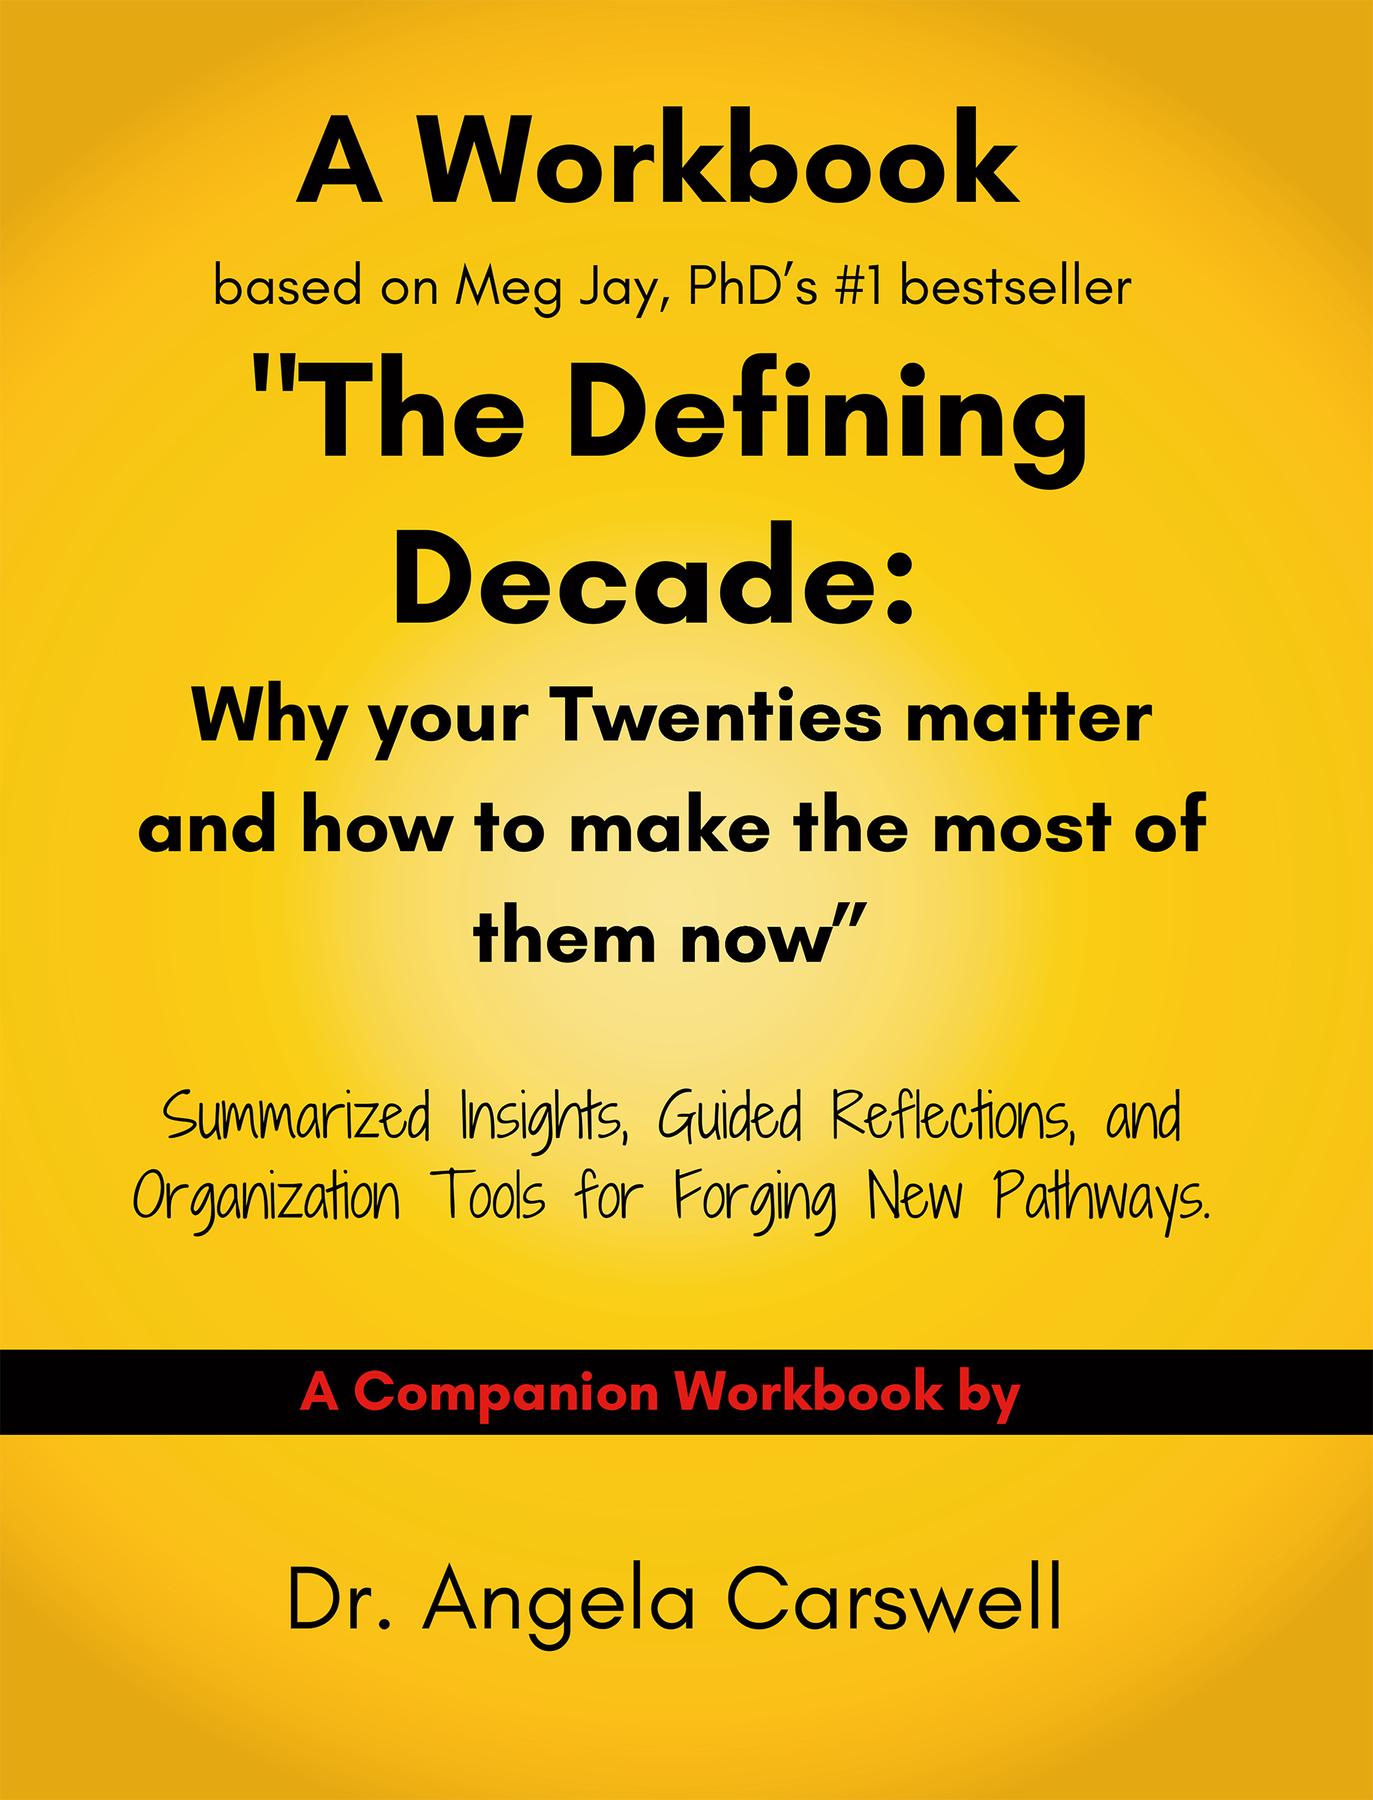 A Workbook
based on Meg Jay, PhD’s #1 bestseller
"The Defining
Decade:
Why your Twenties matter
and how to make the most of
them now”
Summarized Insights, Guided Reflections, and
Organization Tools for Forging New Pathways.
A Companion Workbook by
Dr. Angela Carswell